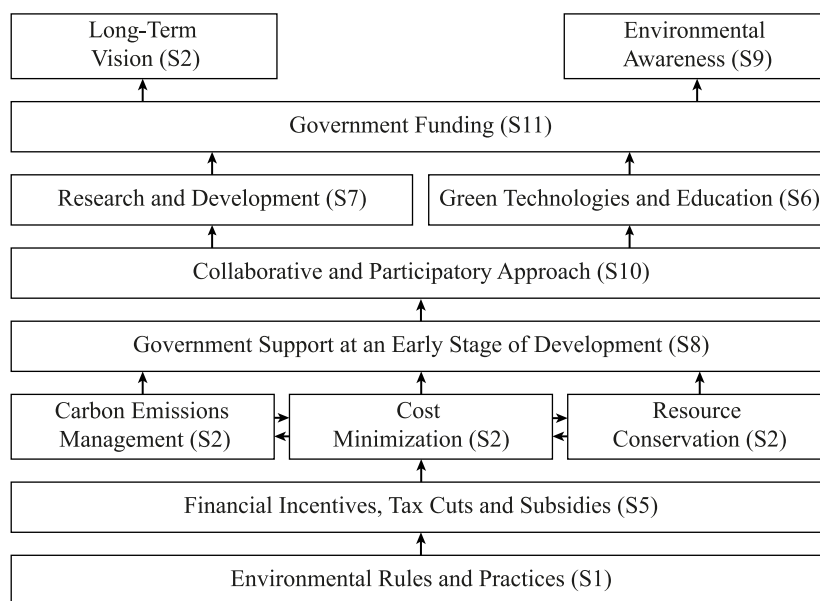 Long-Term
Vision (S2)
Environmental
Awareness (S9)
Government Funding (S11)
Research and Development (S7)
Green Technologies and Education (S6)
Collaborative and Participatory Approach (S10)
Government Support at an Early Stage of Development (S8)
Carbon Emissions
Management (S2)
Cost
Minimization (S2)
Resource
Conservation (S2)
Financial Incentives, Tax Cuts and Subsidies (S5)
Environmental Rules and Practices (S1)